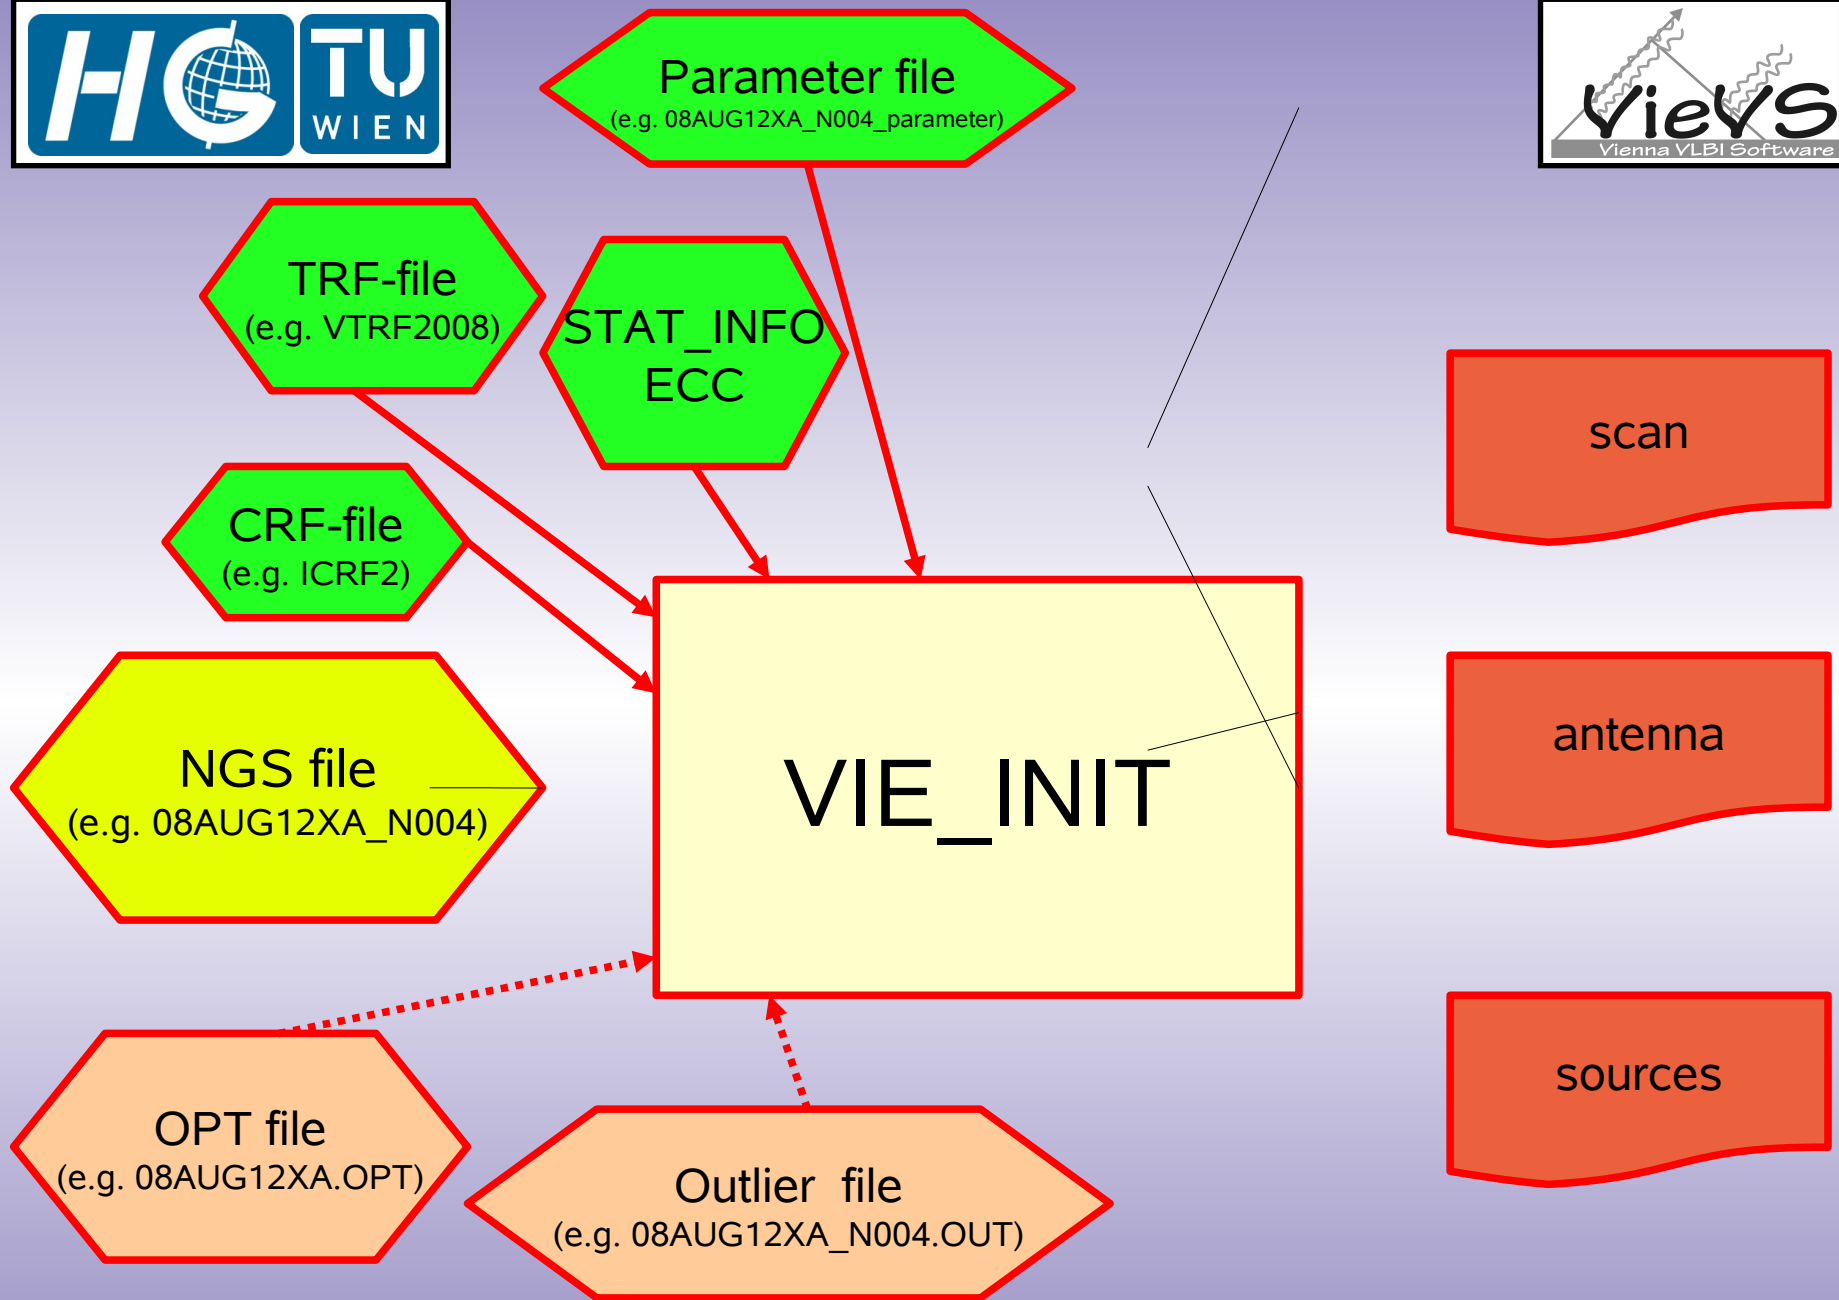 HG
TU
WIEN
Parameter file
(e.g. 08AUG12XA_N004_parameter)
VieVS
Vienna VLBI Software
TRF-file
(e.g. VTRF2008)
STAT_INFO
ECC
scan
CRF-file
(e.g. ICRF2)
NGS file
(e.g. 08AUG12XA_N004)
VIE_INIT
antenna
OPT file
(e.g. 08AUG12XA.OPT)
Outlier  file
(e.g. 08AUG12XA_N004.OUT)
sources